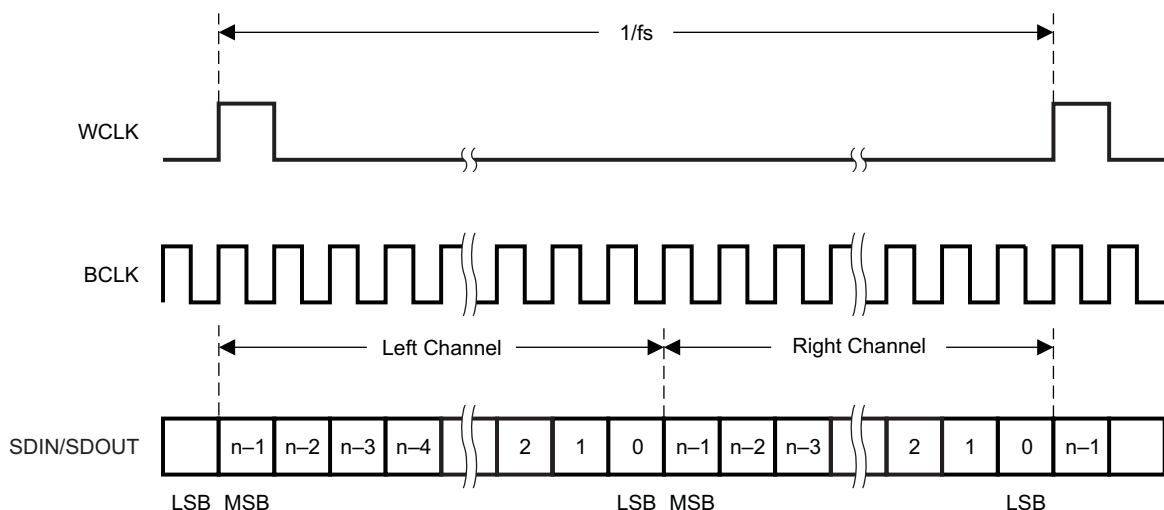 1/fs
WCLK
BCLK
Left Channel Right Channel
SDIN/SDOUT n–1 n–2 n–3 n–4 2 1 0 n–1 n–2 n–3 2 1 0 n–1
LSB MSB LSB MSB LSB